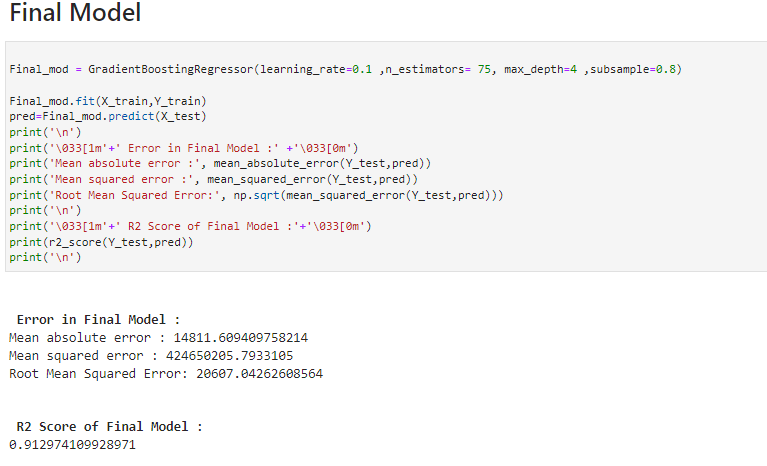 Final Model
Final_mod = GradientBoostingRegressor(learning_rate=0.1 ,n_estimators= 75, max_depth=4 ,subsample=0.8)
Final_mod.fit(X_train,Y_train)
pred=Final_mod.predict(X_test)
print('\n')
print('\033[1m'+' Error in Final Model :' +'\033[0m')
print('Mean absolute error :', mean_absolute_error(Y_test,pred))
print('Mean squared error :', mean_squared_error(Y_test,pred))
print('Root Mean Squared Error:', np.sqrt(mean_squared_error(Y_test,pred)))
print('\n')
print('\033[1m'+' R2 Score of Final Model :'+'\033[0m')
print(r2_score(Y_test,pred))
print('\n')
Error in Final Model :
Mean absolute error : 14811.609409758214
Mean squared error : 424650205.7933105
Root Mean Squared Error: 20607.04262608564
R2 Score of Final Model :
0.912974109928971